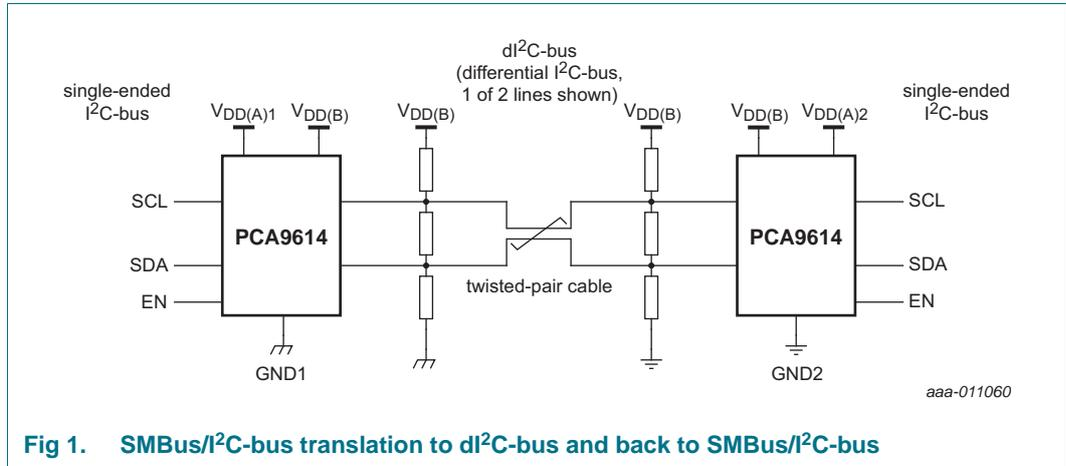 dI²C-bus
(differential I²C-bus,
1 of 2 lines shown)
single-ended
I²C-bus
single-ended
I²C-bus
VDD(A)1
VDD(B)
VDD(B)
VDD(B)
VDD(B)
VDD(A)2
SCL
SDA
EN
PCA9614
twisted-pair cable
PCA9614
SCL
SDA
EN
GND1
GND2
aaa-011060
Fig 1. SMBus/I²C-bus translation to dI²C-bus and back to SMBus/I²C-bus